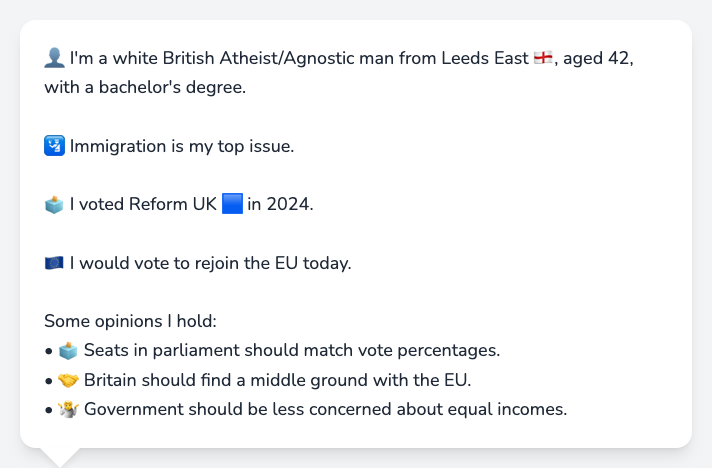 👤 I'm a white British Atheist/Agnostic man from Leeds East 🏴󠁧󠁢󠁥󠁮󠁧󠁿, aged 42,
with a bachelor's degree.
🛂 Immigration is my top issue.
🗳️ I voted Reform UK 🟦 in 2024.
🇪🇺 I would vote to rejoin the EU today.
Some opinions I hold:
• 🗳️ Seats in parliament should match vote percentages.
• 🤝 Britain should find a middle ground with the EU.
• 🤷 Government should be less concerned about equal incomes.